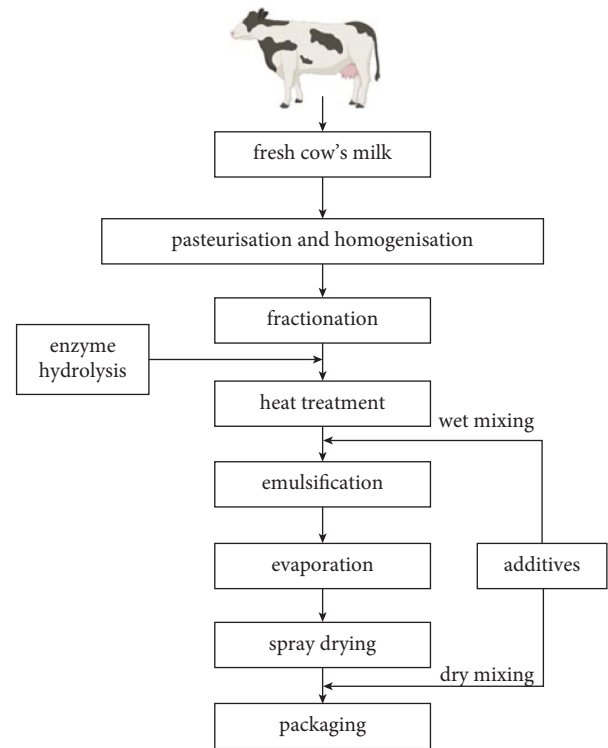 fresh cow's milk
pasteurisation and homogenisation
fractionation
enzyme
hydrolysis
heat treatment
wet mixing
emulsification
evaporation
additives
spray drying
dry mixing
packaging